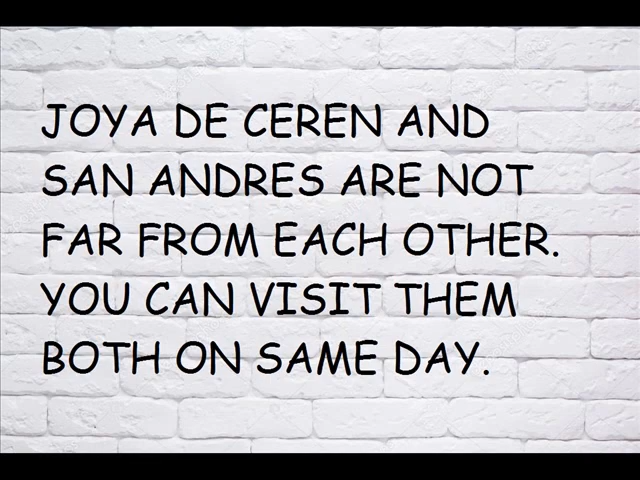 JOYA DE CEREN AND
SAN ANDRES ARE NOT
FAR FROM EACH OTHER.
YOU CAN VISIT THEM
BOTH ON SAME DAY.